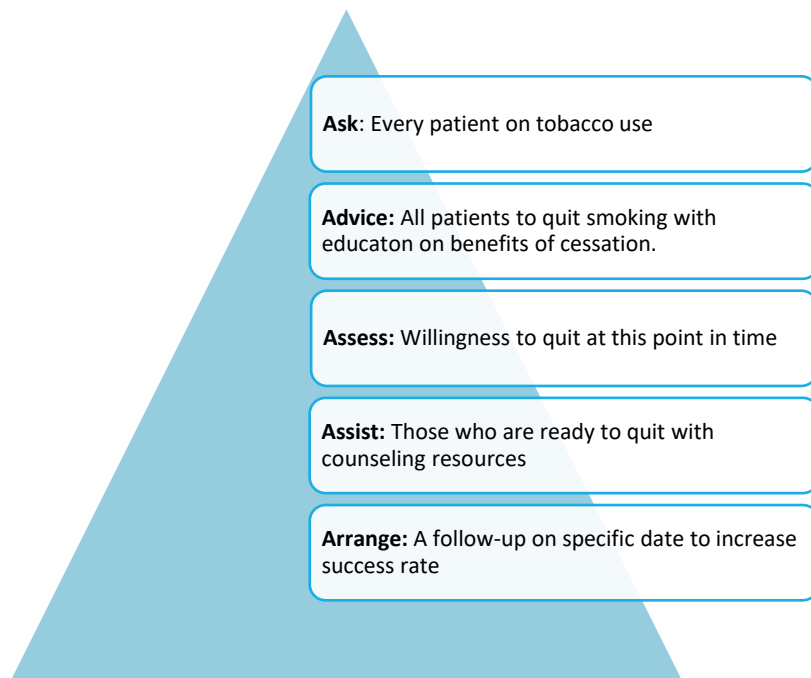 Ask: Every patient on tobacco use
Advice: All patients to quit smoking with
educaton on benefits of cessation.
Assess: Willingness to quit at this point in time
Assist: Those who are ready to quit with
counseling resources
Arrange: A follow-up on specific date to increase
success rate